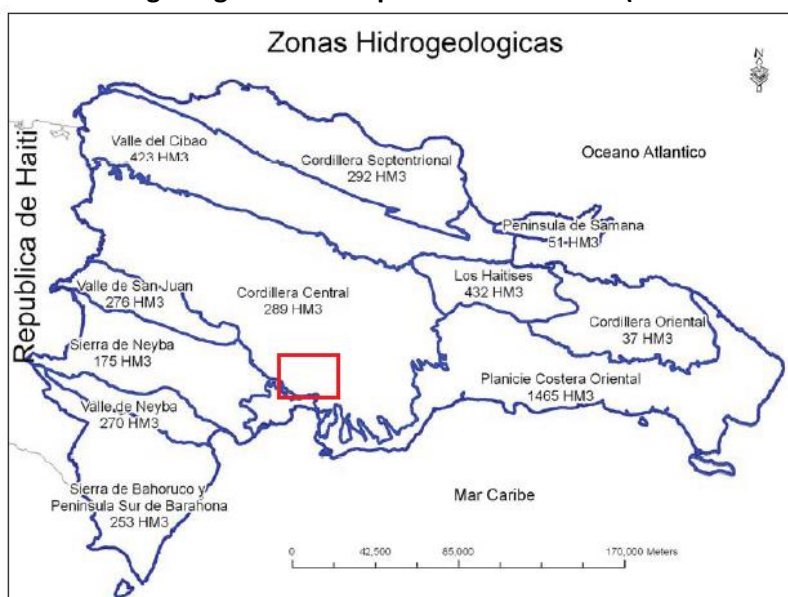 Zonas Hidrogeologicas
N
Oceano Atlantico
Republica de Haiti
Valle del Cibao
423 HM3
Cordillera Septentrional
292 HM3
Peninsula de Samana
51 HM3
Los Haitises
432 HM3
Valle de San Juan
276 HM3
Cordillera Central
289 HM3
Cordillera Oriental
37 HM3
Sierra de Neyba
175 HM3
Planicie Costera Oriental
1465 HM3
Valle de Neyba
270 HM3
Sierra de Bahoruco y
Peninsula Sur de Barahona
253 HM3
Mar Caribe
0 42,500 85,000 170,000 Meters